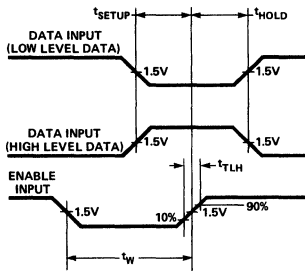 tSETUP
tHOLD
DATA INPUT
(LOW LEVEL DATA)
1.5V
1.5V
DATA INPUT
(HIGH LEVEL DATA)
1.5V
1.5V
tTLH
ENABLE
INPUT
1.5V
10%
1.5V
90%
tW